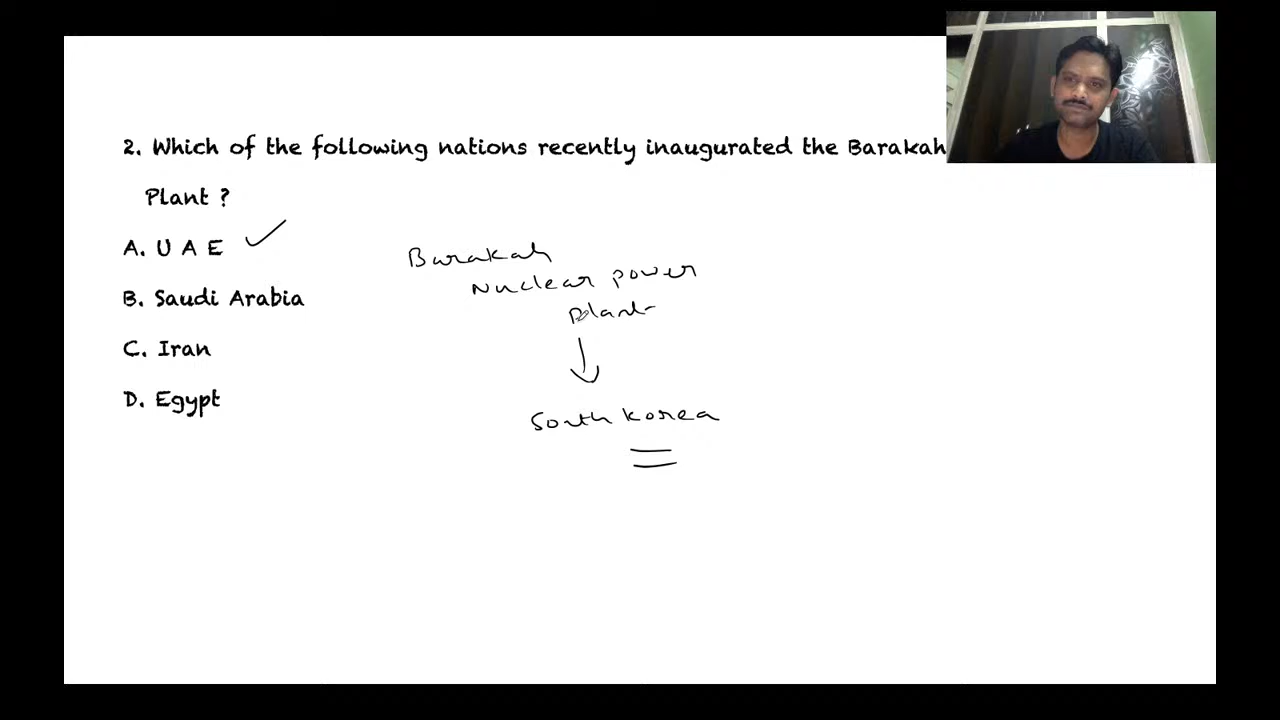 2. Which of the following nations recently inaugurated the Barakah
Plant ?
A. U A E
B. Saudi Arabia
C. Iran
D. Egypt
Barakah
Nuclear power
Plant
South korea